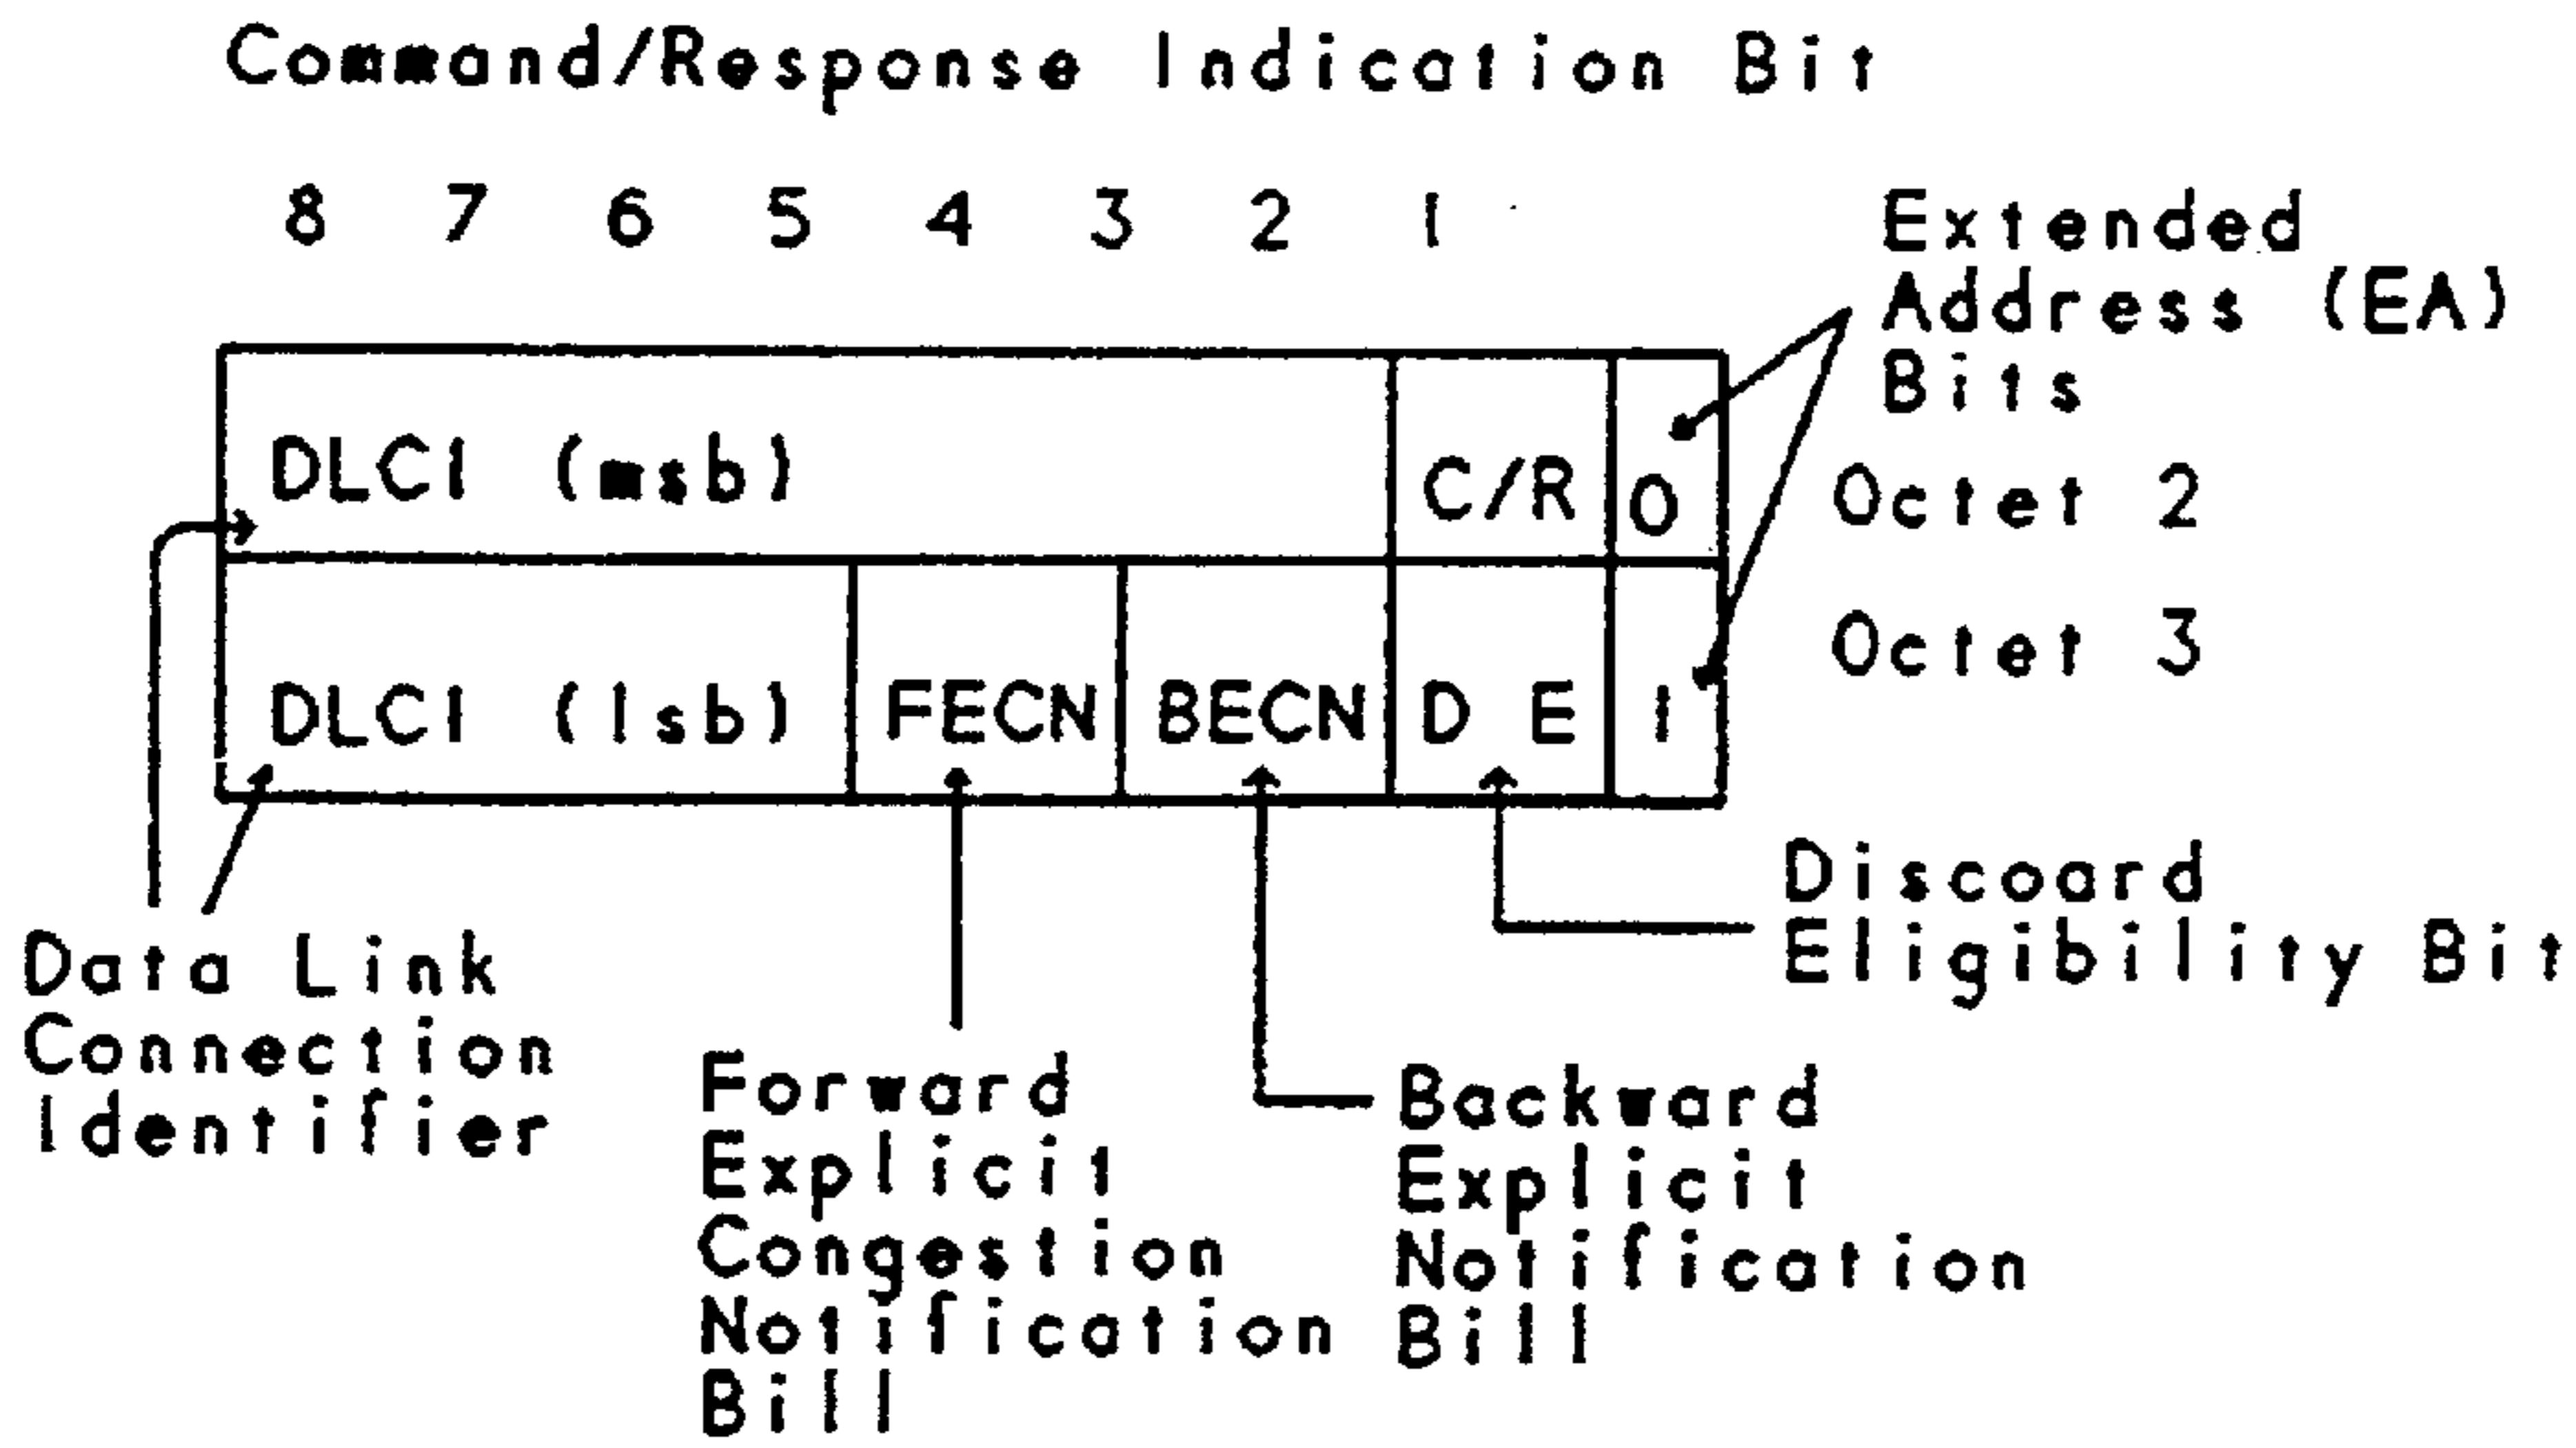 Command/Response Indication Bit
8 7 6 5 4 3 2 1
Extended
Address (EA)
Bits
DLCI (msb) C/R 0
Octet 2
DLCI (lsb) FECN BECN D E 1
Octet 3
Discoard
Eligibility Bit
Data Link
Connection
Identifier
Forward
Explicit
Congestion
Notification
Bill
Backward
Explicit
Notification
Bill